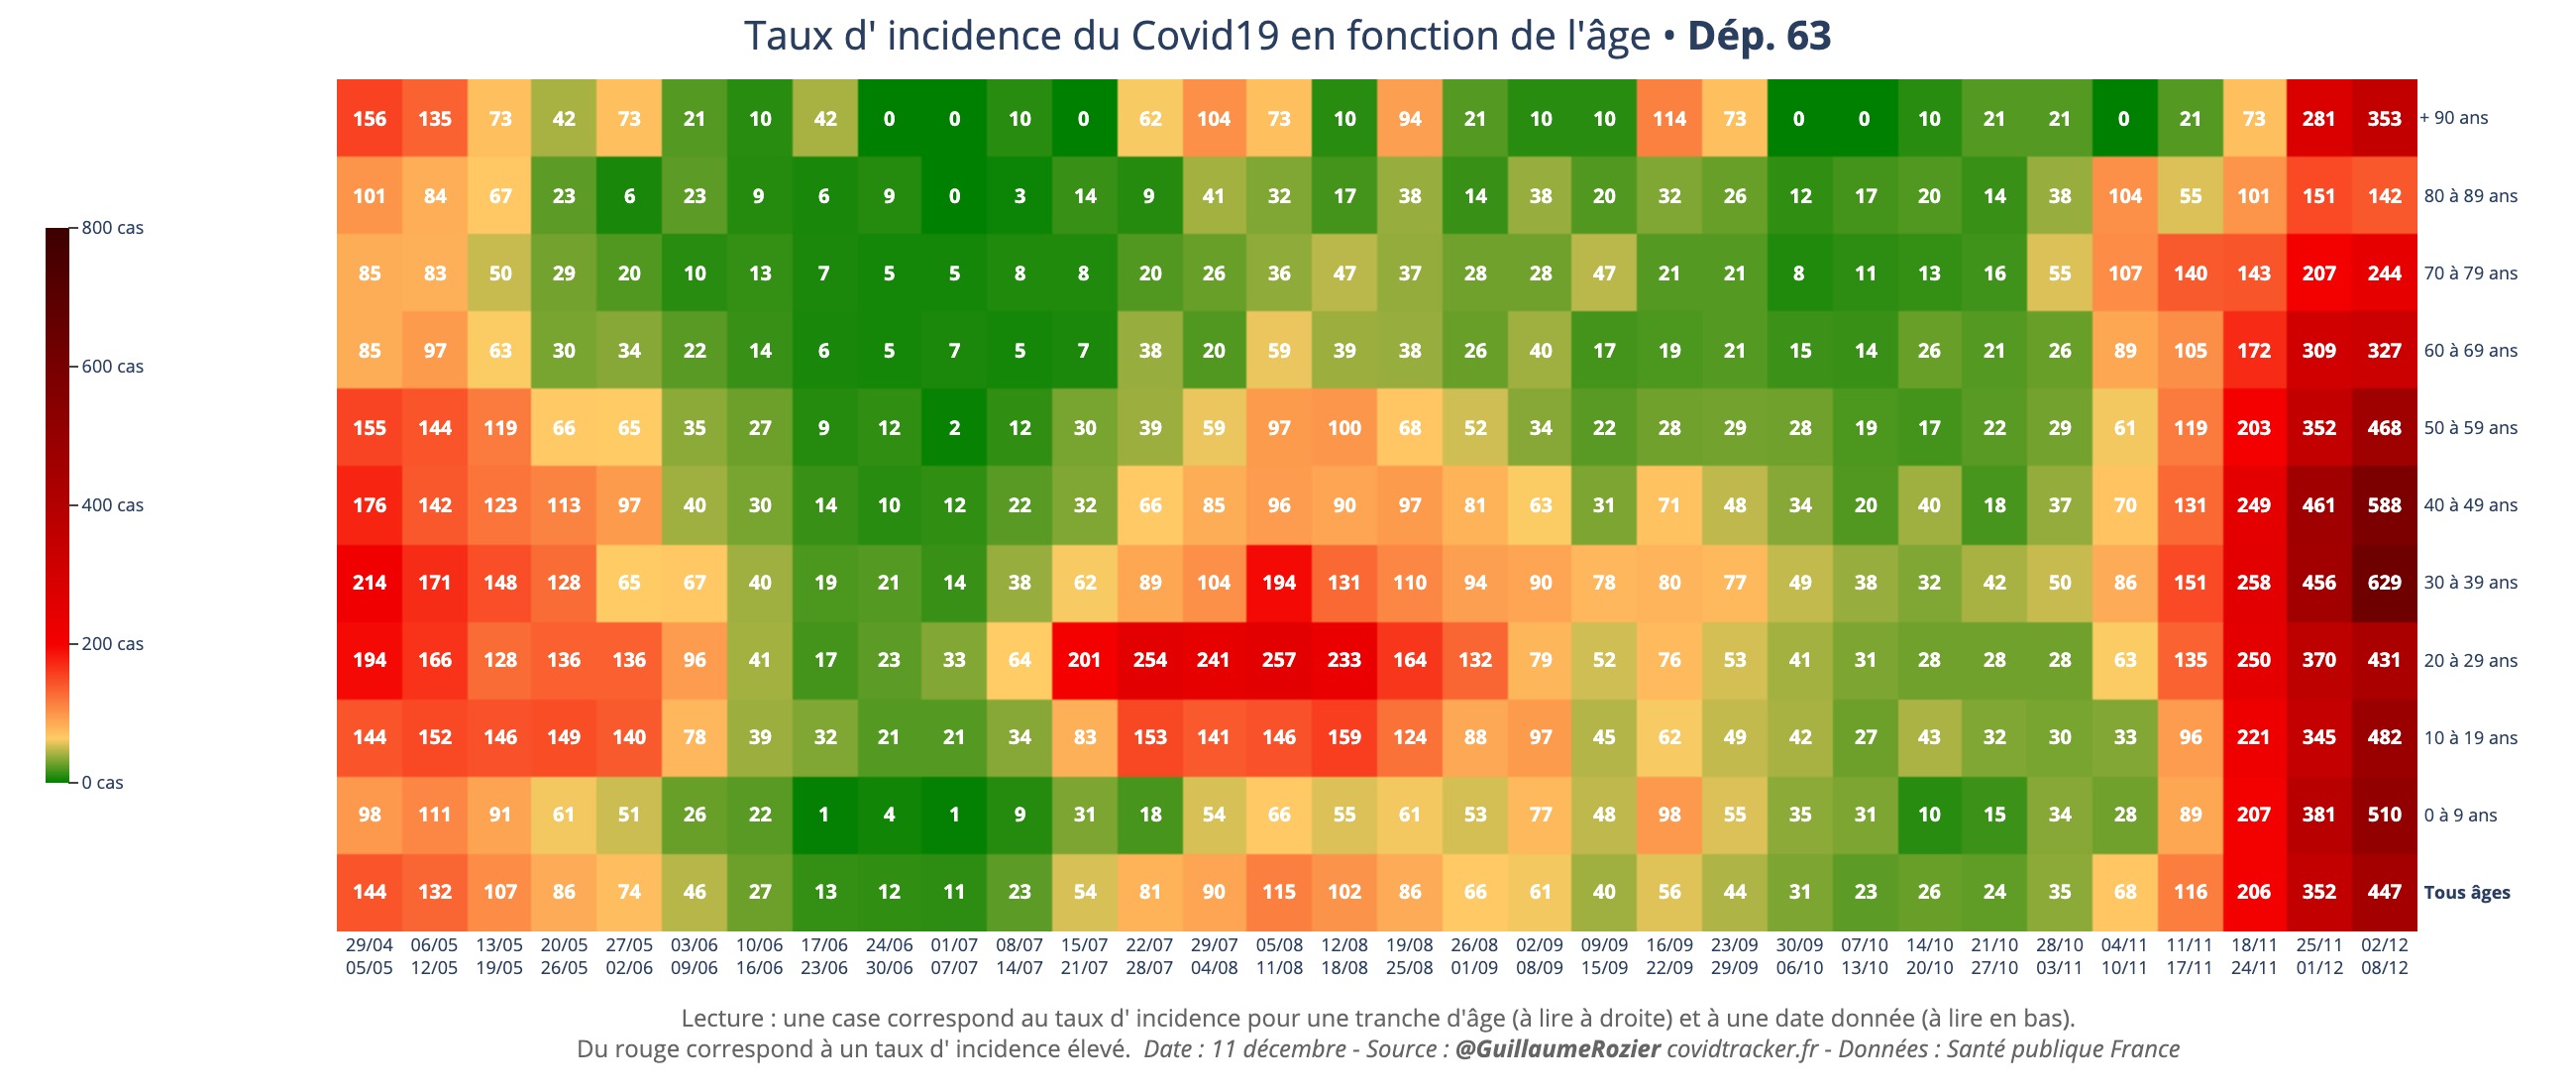 Taux d' incidence du Covid19 en fonction de l'âge • Dép. 63
800 cas
600 cas
400 cas
200 cas
0 cas
156 135 73 42 73 21 10 42 0 0 10 0 62 104 73 10 94 21 10 10 114 73 0 0 10 21 21 0 21 73 281 353 + 90 ans
101 84 67 23 6 23 9 6 9 0 3 14 9 41 32 17 38 14 38 20 32 26 12 17 20 14 38 104 55 101 151 142 80 à 89 ans
85 83 50 29 20 10 13 7 5 5 8 8 20 26 36 47 37 28 28 47 21 21 8 11 13 16 55 107 140 143 207 244 70 à 79 ans
85 97 63 30 34 22 14 6 5 7 5 7 38 20 59 39 38 26 40 17 19 21 15 14 26 21 26 89 105 172 309 327 60 à 69 ans
155 144 119 66 65 35 27 9 12 2 12 30 39 59 97 100 68 52 34 22 28 29 28 19 17 22 29 61 119 203 352 468 50 à 59 ans
176 142 123 113 97 40 30 14 10 12 22 32 66 85 96 90 97 81 63 31 71 48 34 20 40 18 37 70 131 249 461 588 40 à 49 ans
214 171 148 128 65 67 40 19 21 14 38 62 89 104 194 131 110 94 90 78 80 77 49 38 32 42 50 86 151 258 456 629 30 à 39 ans
194 166 128 136 136 96 41 17 23 33 64 201 254 241 257 233 164 132 79 52 76 53 41 31 28 28 28 63 135 250 370 431 20 à 29 ans
144 152 146 149 140 78 39 32 21 21 34 83 153 141 146 159 124 88 97 45 62 49 42 27 43 32 30 33 96 221 345 482 10 à 19 ans
98 111 91 61 51 26 22 1 4 1 9 31 18 54 66 55 61 53 77 48 98 55 35 31 10 15 34 28 89 207 381 510 0 à 9 ans
144 132 107 86 74 46 27 13 12 11 23 54 81 90 115 102 86 66 61 40 56 44 31 23 26 24 35 68 116 206 352 447 Tous âges
29/04 06/05 13/05 20/05 27/05 03/06 10/06 17/06 24/06 01/07 08/07 15/07 22/07 29/07 05/08 12/08 19/08 26/08 02/09 09/09 16/09 23/09 30/09 07/10 14/10 21/10 28/10 04/11 11/11 18/11 25/11 02/12
05/05 12/05 19/05 26/05 02/06 09/06 16/06 23/06 30/06 07/07 14/07 21/07 28/07 04/08 11/08 18/08 25/08 01/09 08/09 15/09 22/09 29/09 06/10 13/10 20/10 27/10 03/11 10/11 17/11 24/11 01/12 08/12
Lecture : une case correspond au taux d' incidence pour une tranche d'âge (à lire à droite) et à une date donnée (à lire en bas).
Du rouge correspond à un taux d' incidence élevé. Date : 11 décembre - Source : @GuillaumeRozier covidtracker.fr - Données : Santé publique France